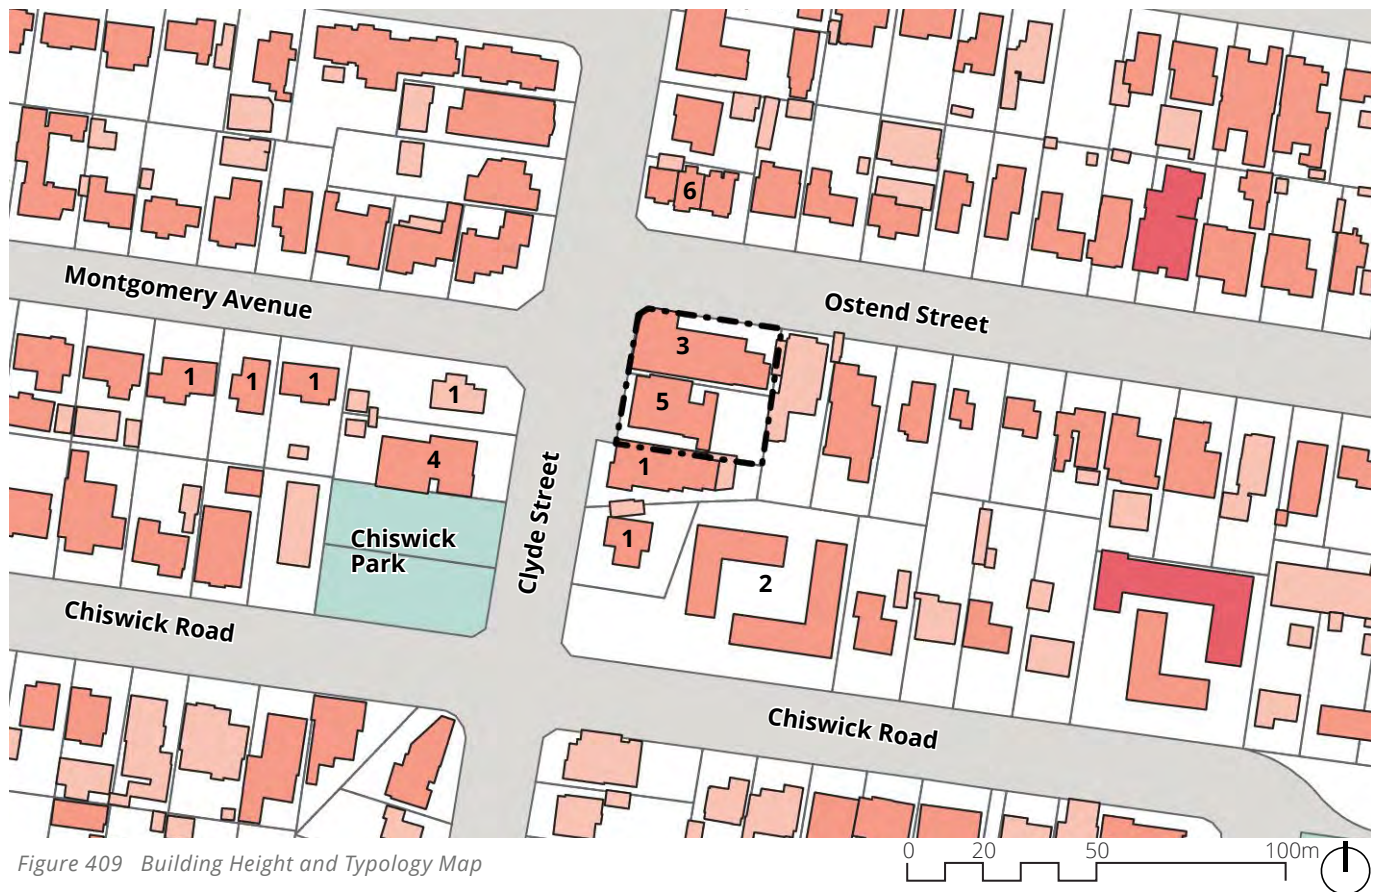 6
Montgomery Avenue
Ostend Street
3
1
1
1
1
5
4
1
Clyde Street
Chiswick
Park
1
2
Chiswick Road
Chiswick Road
Figure 409 Building Height and Typology Map
0 20 50 100m